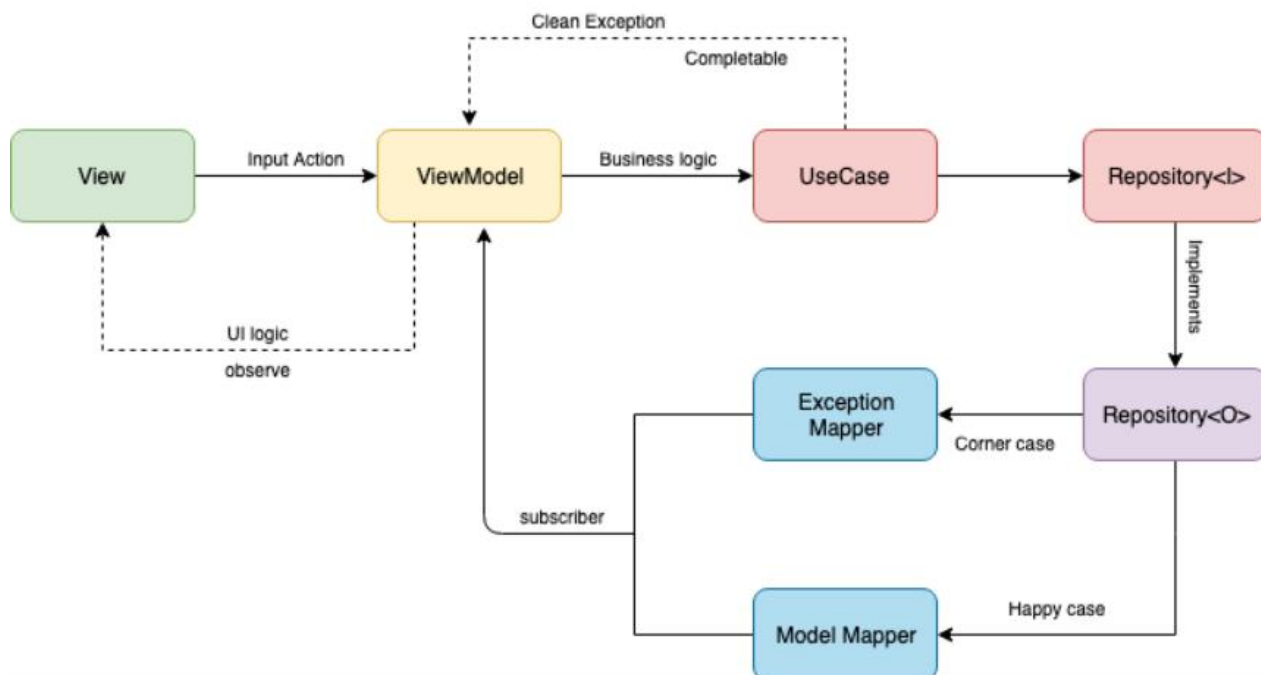 Clean Exception
Completable
View
Input Action
ViewModel
Business logic
UseCase
Repository<I>
Implements
UI logic
observe
Exception
Mapper
Corner case
Repository<O>
subscriber
Happy case
Model Mapper